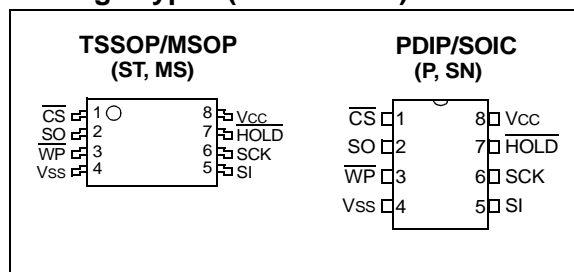 TSSOP/MSOP
(ST, MS)
CS 1 8 VCC
SO 2 7 HOLD
WP 3 6 SCK
VSS 4 5 SI
PDIP/SOIC
(P, SN)
CS 1 8 VCC
SO 2 7 HOLD
WP 3 6 SCK
VSS 4 5 SI